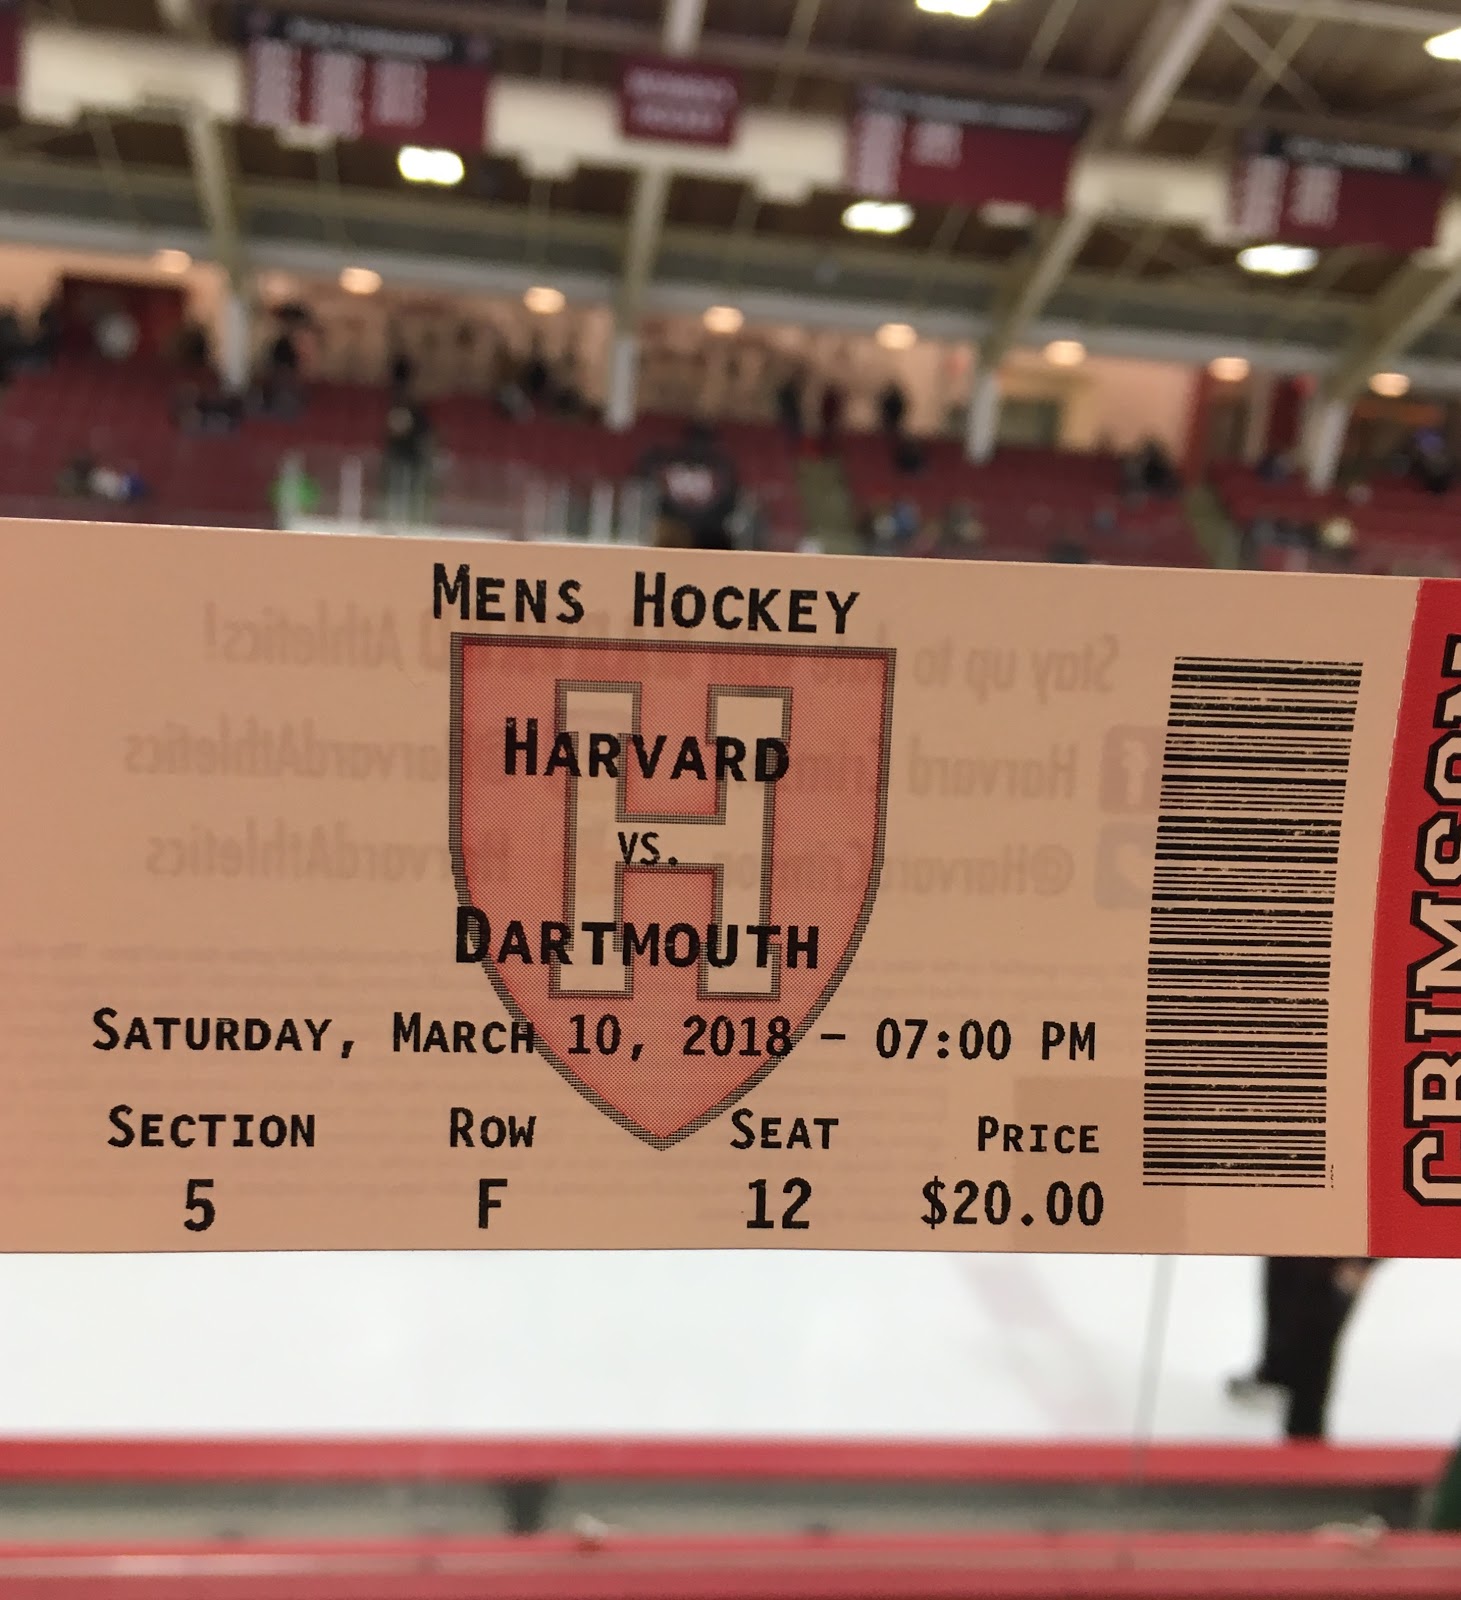 MENS HOCKEY
H
HARVARD
VS.
DARTMOUTH
SATURDAY, MARCH 10, 2018 - 07:00 PM
SECTION ROW SEAT PRICE
5 F 12 $20.00
CRIMSON